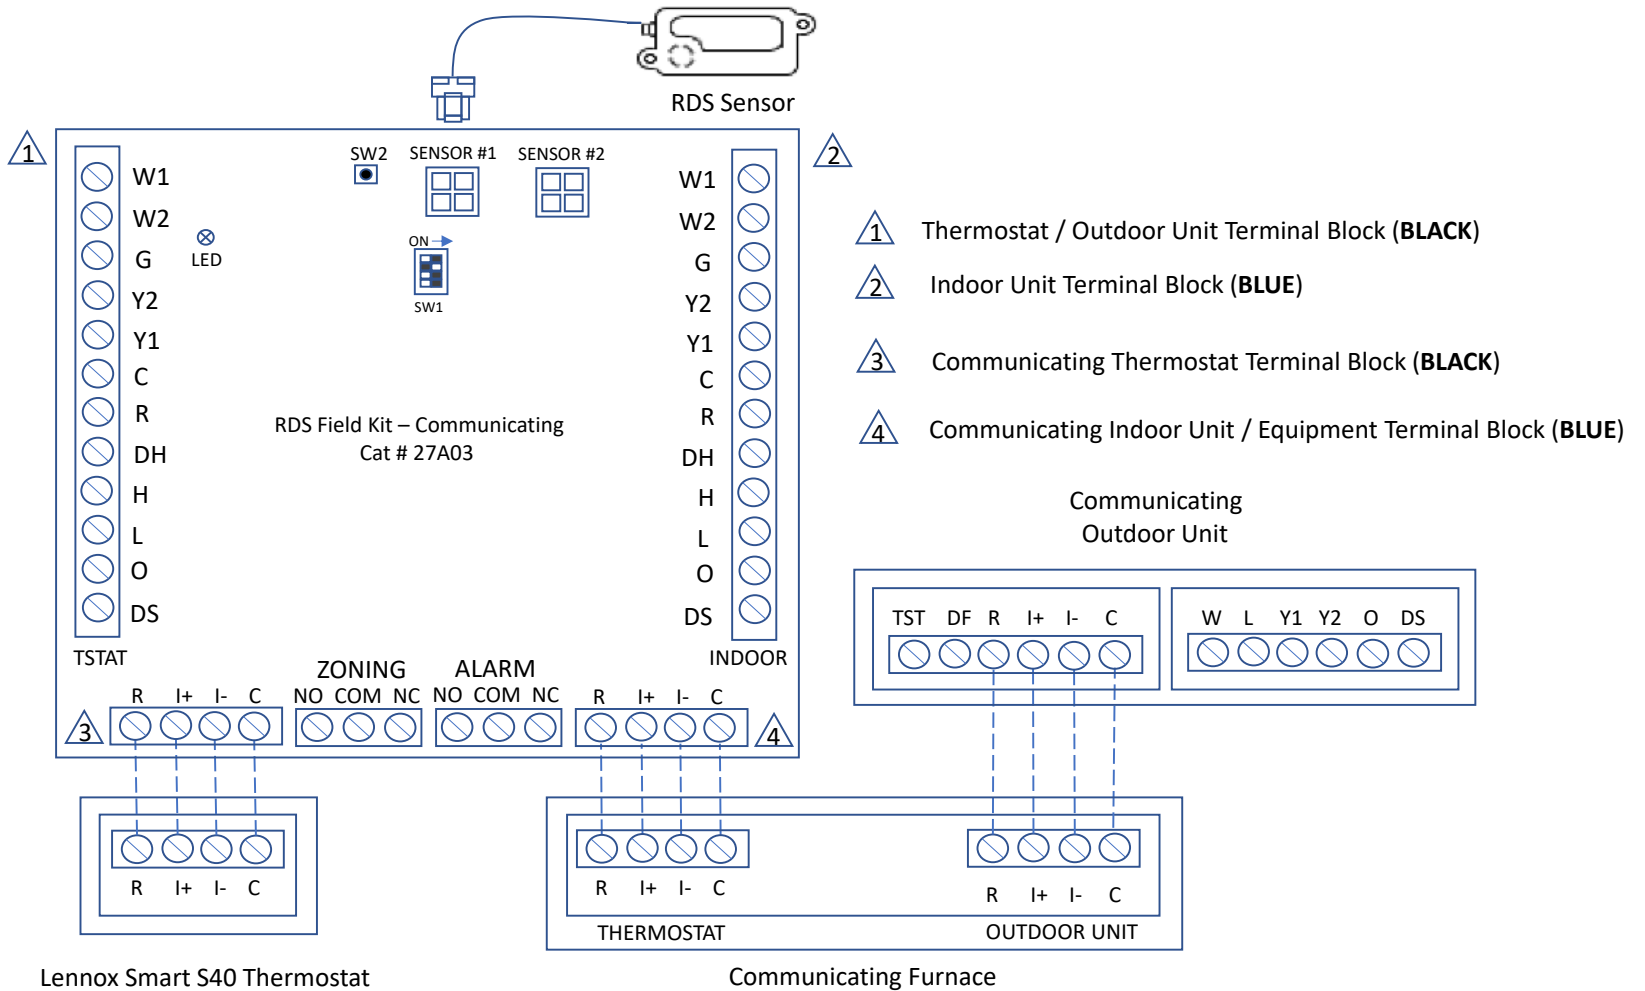 RDS Sensor
1
2
SW2 SENSOR #1 SENSOR #2
W1
W2
G
Y2
Y1
C
R
DH
H
L
O
DS
TSTAT
LED
ON
SW1
RDS Field Kit – Communicating
Cat # 27A03
W1
W2
G
Y2
Y1
C
R
DH
H
L
O
DS
INDOOR
ZONING
ALARM
R I+ I- C
NO COM NC
NO COM NC
R I+ I- C
3
4
1 Thermostat / Outdoor Unit Terminal Block (BLACK)
2 Indoor Unit Terminal Block (BLUE)
3 Communicating Thermostat Terminal Block (BLACK)
4 Communicating Indoor Unit / Equipment Terminal Block (BLUE)
Communicating
Outdoor Unit
TST DF R I+ I- C
W L Y1 Y2 O DS
R I+ I- C
Lennox Smart S40 Thermostat
R I+ I- C
THERMOSTAT
R I+ I- C
OUTDOOR UNIT
Communicating Furnace